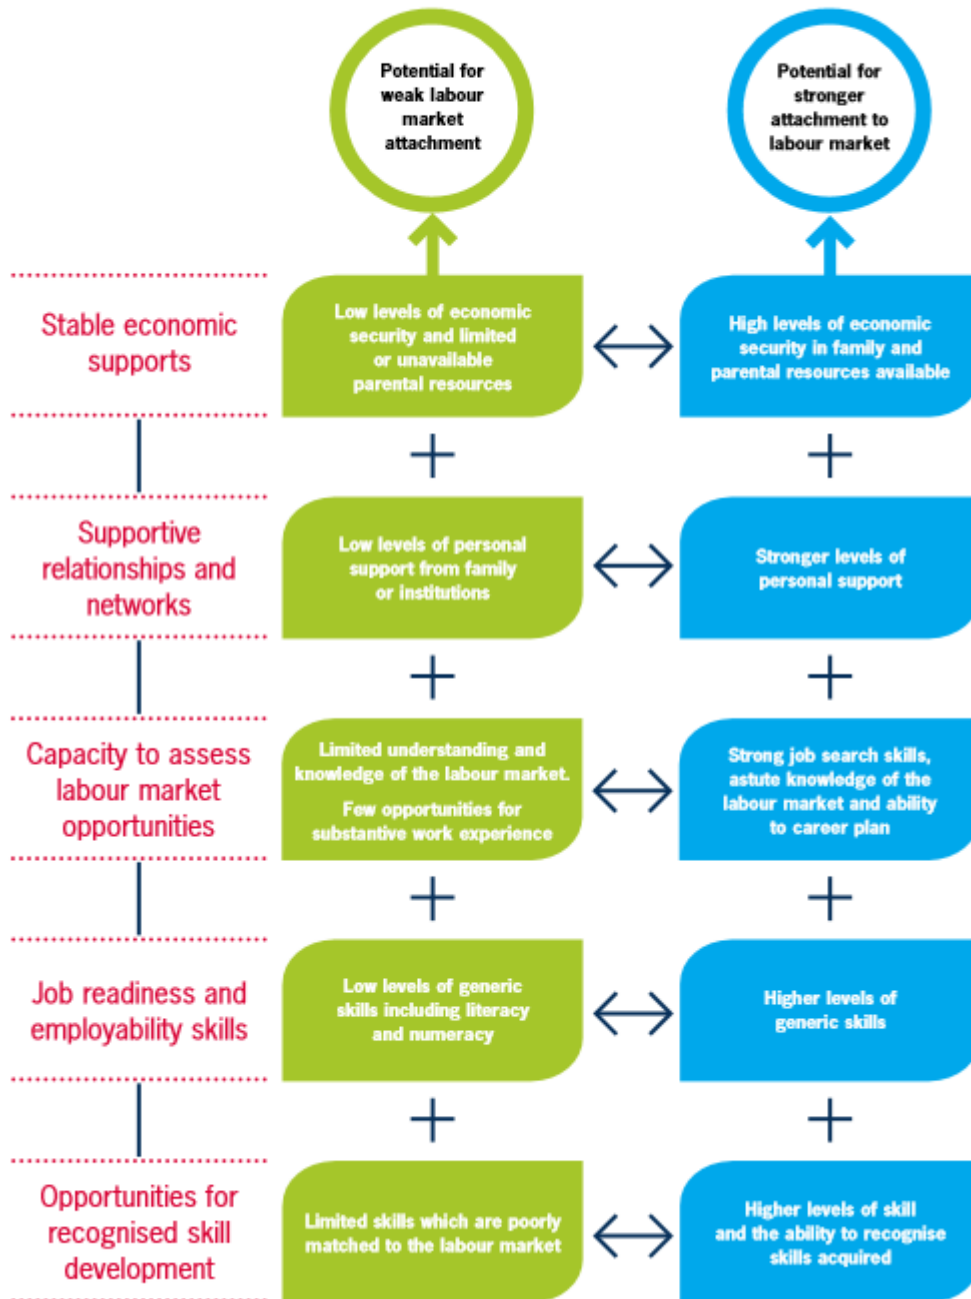 Potential for
weak labour
market
attachment
Potential for
stronger
attachment to
labour market
Stable economic
supports
Low levels of economic
security and limited
or unavailable
parental resources
High levels of economic
security in family and
parental resources available
Supportive
relationships and
networks
Low levels of personal
support from family
or institutions
Stronger levels of
personal support
Capacity to assess
labour market
opportunities
Limited understanding and
knowledge of the labour market.
Few opportunities for
substantive work experience
Strong job search skills,
astute knowledge of the
labour market and ability
to career plan
Job readiness and
employability skills
Low levels of generic
skills including literacy
and numeracy
Higher levels of
generic skills
Opportunities for
recognised skill
development
Limited skills which are poorly
matched to the labour market
Higher levels of skill
and the ability to recognise
skills acquired